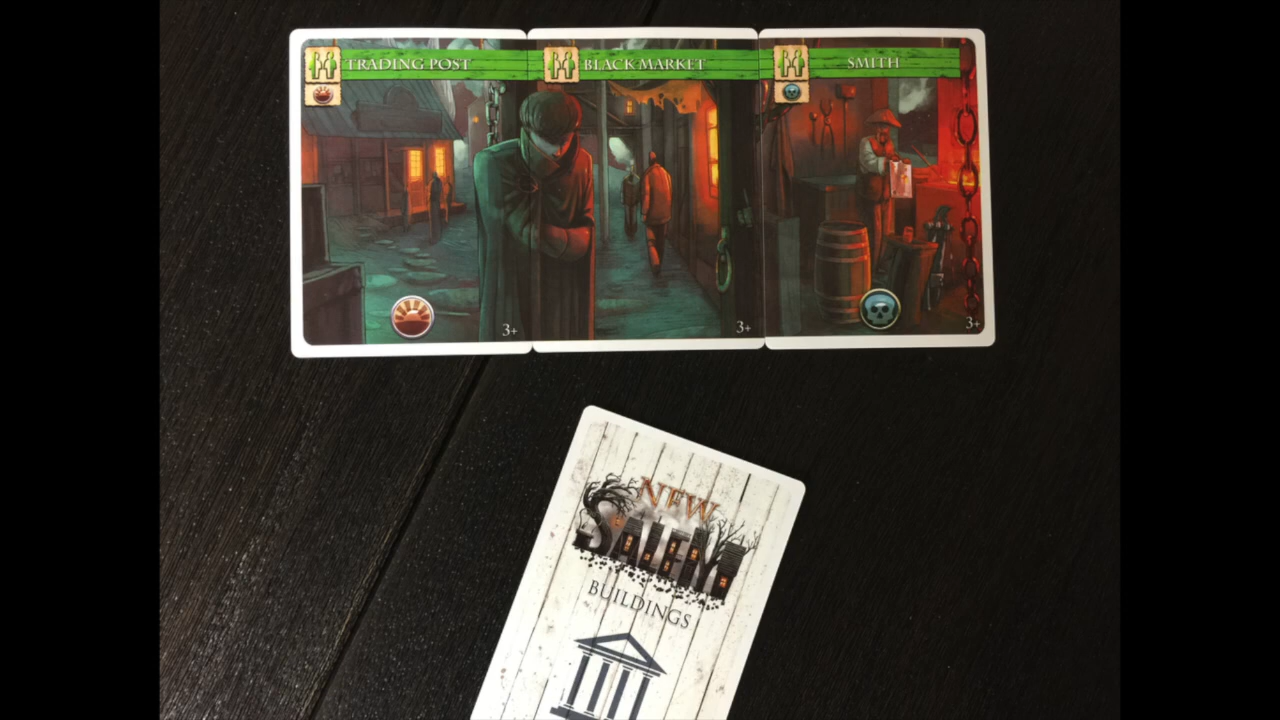 TRADING POST
BLACK MARKET
SMITH
3+
3+
3+
NEW
SALEM
BUILDINGS